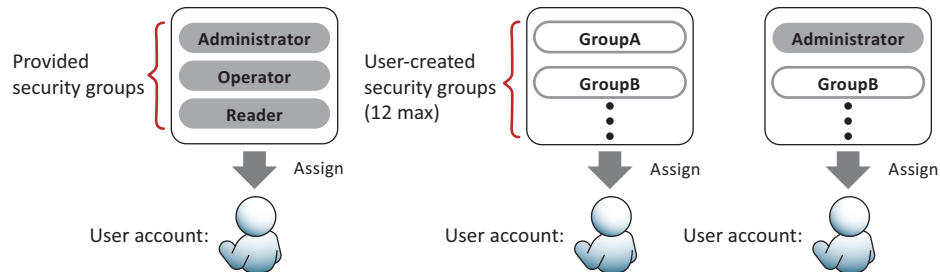 Provided
security groups
Administrator
Operator
Reader
Assign
User account:
User-created
security groups
(12 max)
GroupA
GroupB
Assign
User account:
Administrator
GroupB
Assign
User account: